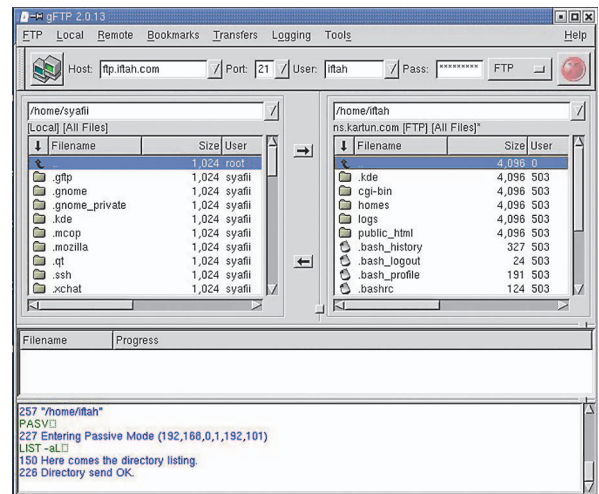 gFTP 2.0.13
FTP Local Remote Bookmarks Transfers Logging Tools Help
Host: ftp.iftah.com Port: 21 User: iftah Pass: ********* FTP
/home/syafii
[Local] [All Files]
↓ Filename Size User
.. 1,024 root
.gftp 1,024 syafii
.gnome 1,024 syafii
.gnome_private 1,024 syafii
.kde 1,024 syafii
.mcop 1,024 syafii
.mozilla 1,024 syafii
.qt 1,024 syafii
.ssh 1,024 syafii
.xchat 1,024 syafii
/home/iftah
ns.kartun.com [FTP] [All Files]*
↓ Filename Size User
.. 4,096 0
.kde 4,096 503
cgi-bin 4,096 503
homes 4,096 503
logs 4,096 503
public_html 4,096 503
.bash_history 327 503
.bash_logout 24 503
.bash_profile 191 503
.bashrc 124 503
Filename Progress
257 "/home/iftah"
PASV
227 Entering Passive Mode (192,168,0,1,192,101)
LIST -aL
150 Here comes the directory listing.
226 Directory send OK.